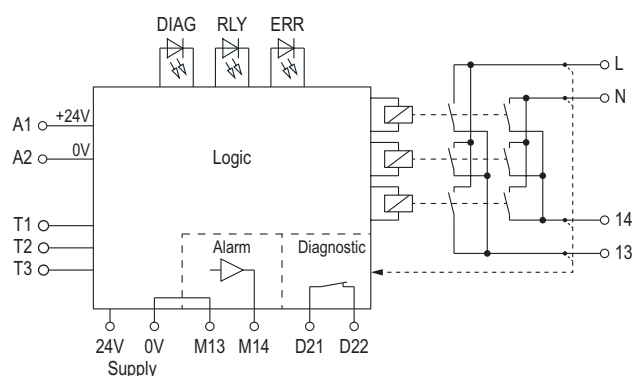 DIAG RLY ERR
L
N
+24V
A1
0V
A2
Logic
T1
T2
T3
14
13
Alarm
Diagnostic
24V 0V M13 M14 D21 D22
Supply